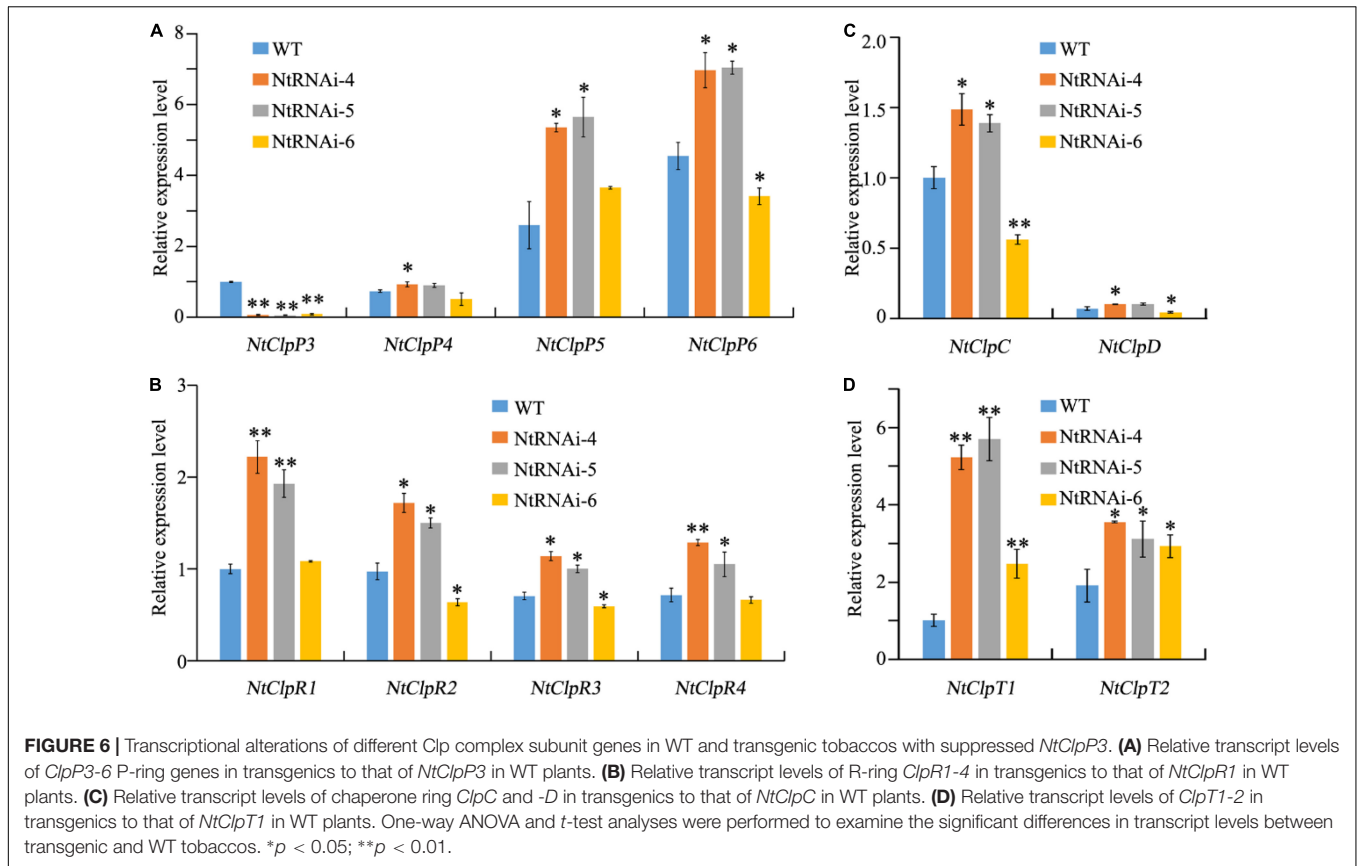 A
Relative expression level
8
6
4
2
0
WT
NtRNAi-4
NtRNAi-5
NtRNAi-6
** ** **
*
* *
* * *
NtClpP3 NtClpP4 NtClpP5 NtClpP6
C
Relative expression level
2.0
1.5
1.0
0.5
0
WT
NtRNAi-4
NtRNAi-5
NtRNAi-6
* * **
* *
NtClpC NtClpD
B
Relative expression level
3
2
1
0
WT
NtRNAi-4
NtRNAi-5
NtRNAi-6
** **
* * *
* * *
** *
NtClpR1 NtClpR2 NtClpR3 NtClpR4
D
Relative expression level
6
4
2
0
WT
NtRNAi-4
NtRNAi-5
NtRNAi-6
** ** **
* * *
NtClpT1 NtClpT2
FIGURE 6 | Transcriptional alterations of different Clp complex subunit genes in WT and transgenic tobaccos with suppressed NtClpP3. (A) Relative transcript levels
of ClpP3-6 P-ring genes in transgenics to that of NtClpP3 in WT plants. (B) Relative transcript levels of R-ring ClpR1-4 in transgenics to that of NtClpR1 in WT
plants. (C) Relative transcript levels of chaperone ring ClpC and -D in transgenics to that of NtClpC in WT plants. (D) Relative transcript levels of ClpT1-2 in
transgenics to that of NtClpT1 in WT plants. One-way ANOVA and t-test analyses were performed to examine the significant differences in transcript levels between
transgenic and WT tobaccos. *p < 0.05; **p < 0.01.